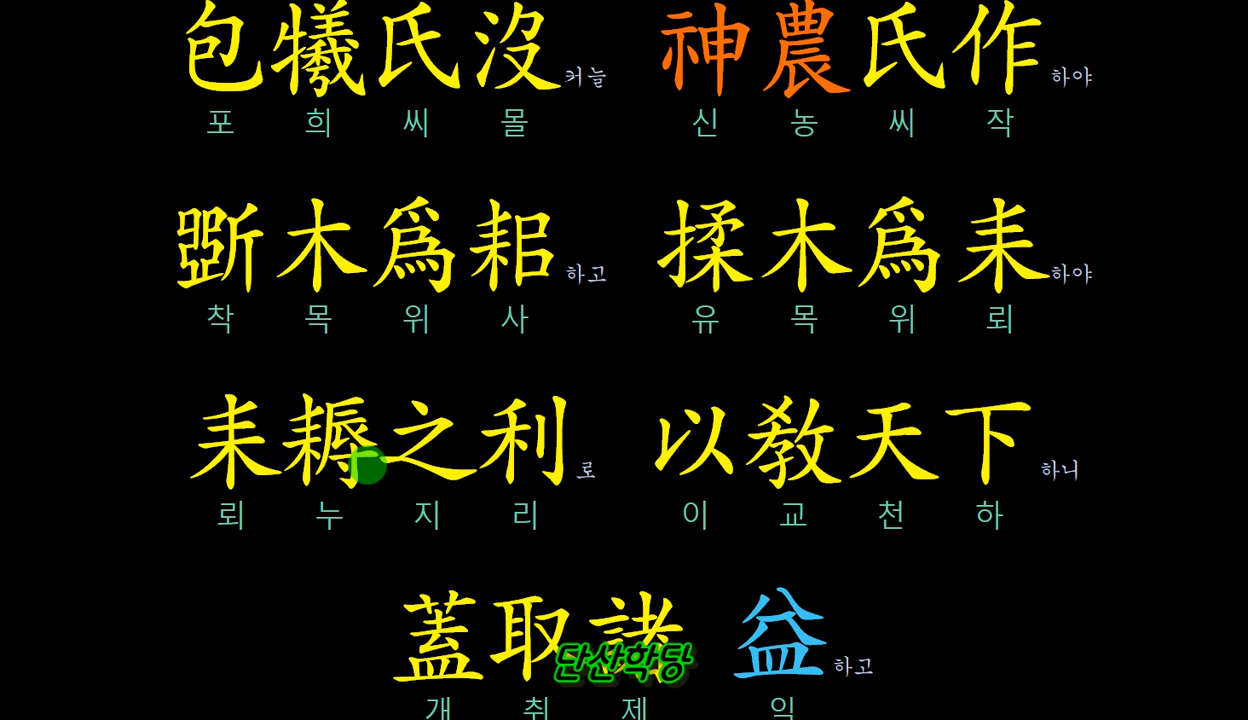 包犧氏沒커늘 神農氏作하야
포 희 씨 몰 신 농 씨 작
斲木爲耜하고 揉木爲耒하야
착 목 위 사 유 목 위 뢰
耒耨之利로 以敎天下하니
뢰 누 지 리 이 교 천 하
蓋取諸 益하고
단산학당
개 취 제 익